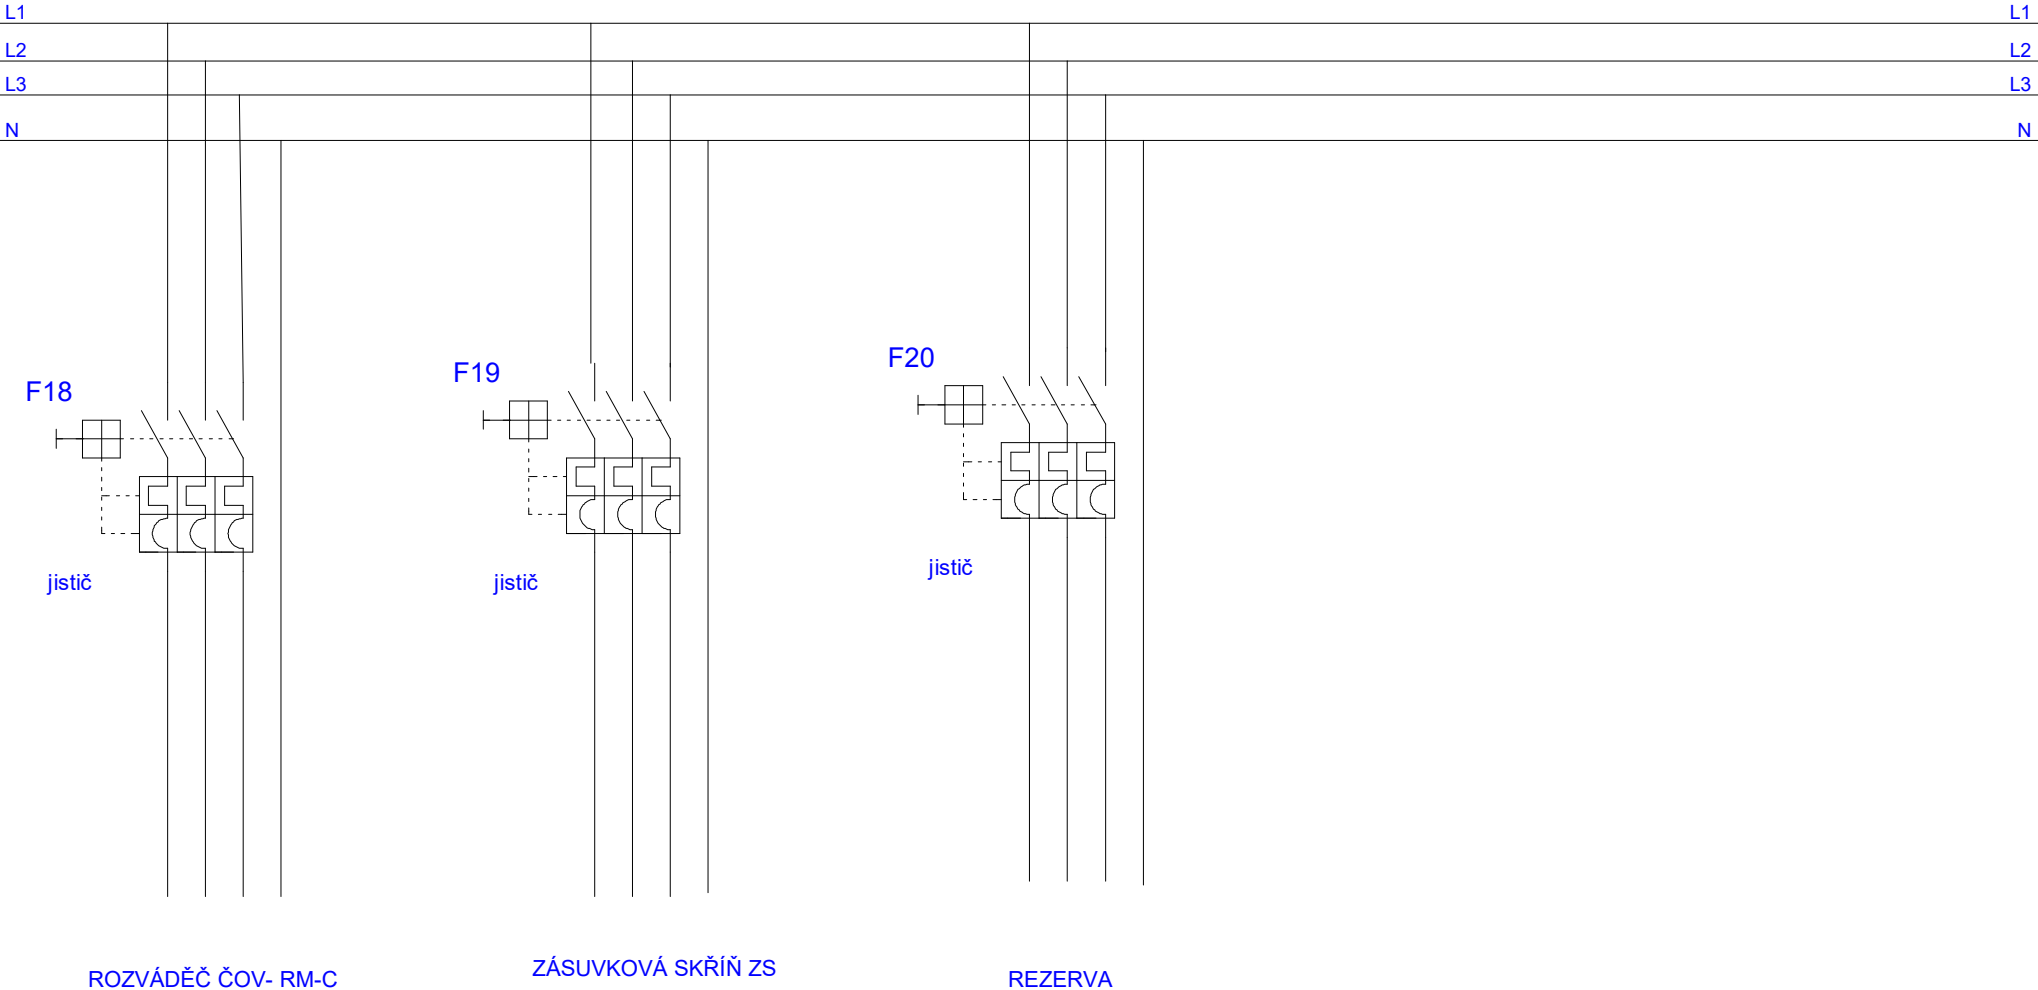 L1 L1
L2 L2
L3 L3
N N
F18 F19 F20
jistič jistič jistič
ROZVÁDĚČ ČOV- RM-C ZÁSUVKOVÁ SKŘÍŇ ZS REZERVA